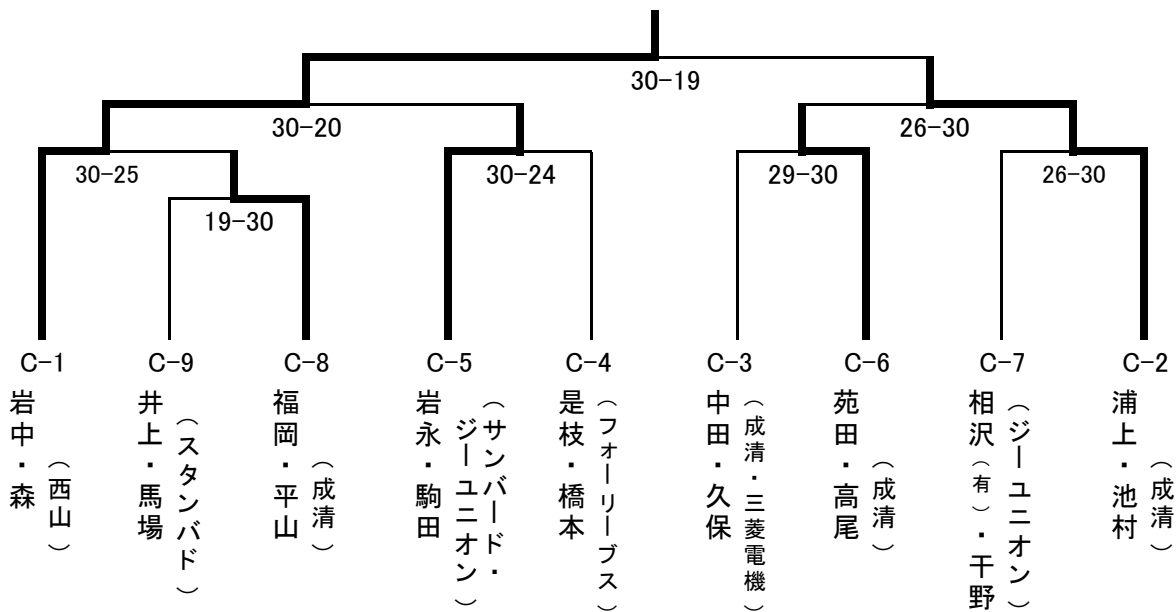 30-19
30-20
26-30
30-25
30-24
29-30
26-30
19-30
C-1
C-9
C-8
C-5
C-4
C-3
C-6
C-7
C-2
岩中・森
（西山）
井上・馬場
（スタンバド）
福岡・平山
（成清）
岩永・駒田
（サンバード・
ジーユニオン）
是枝・橋本
（フォーリーブス）
中田・久保
（成清・三菱電機）
苑田・高尾
（成清）
相沢（有）・干野
（ジーユニオン）
浦上・池村
（成清）